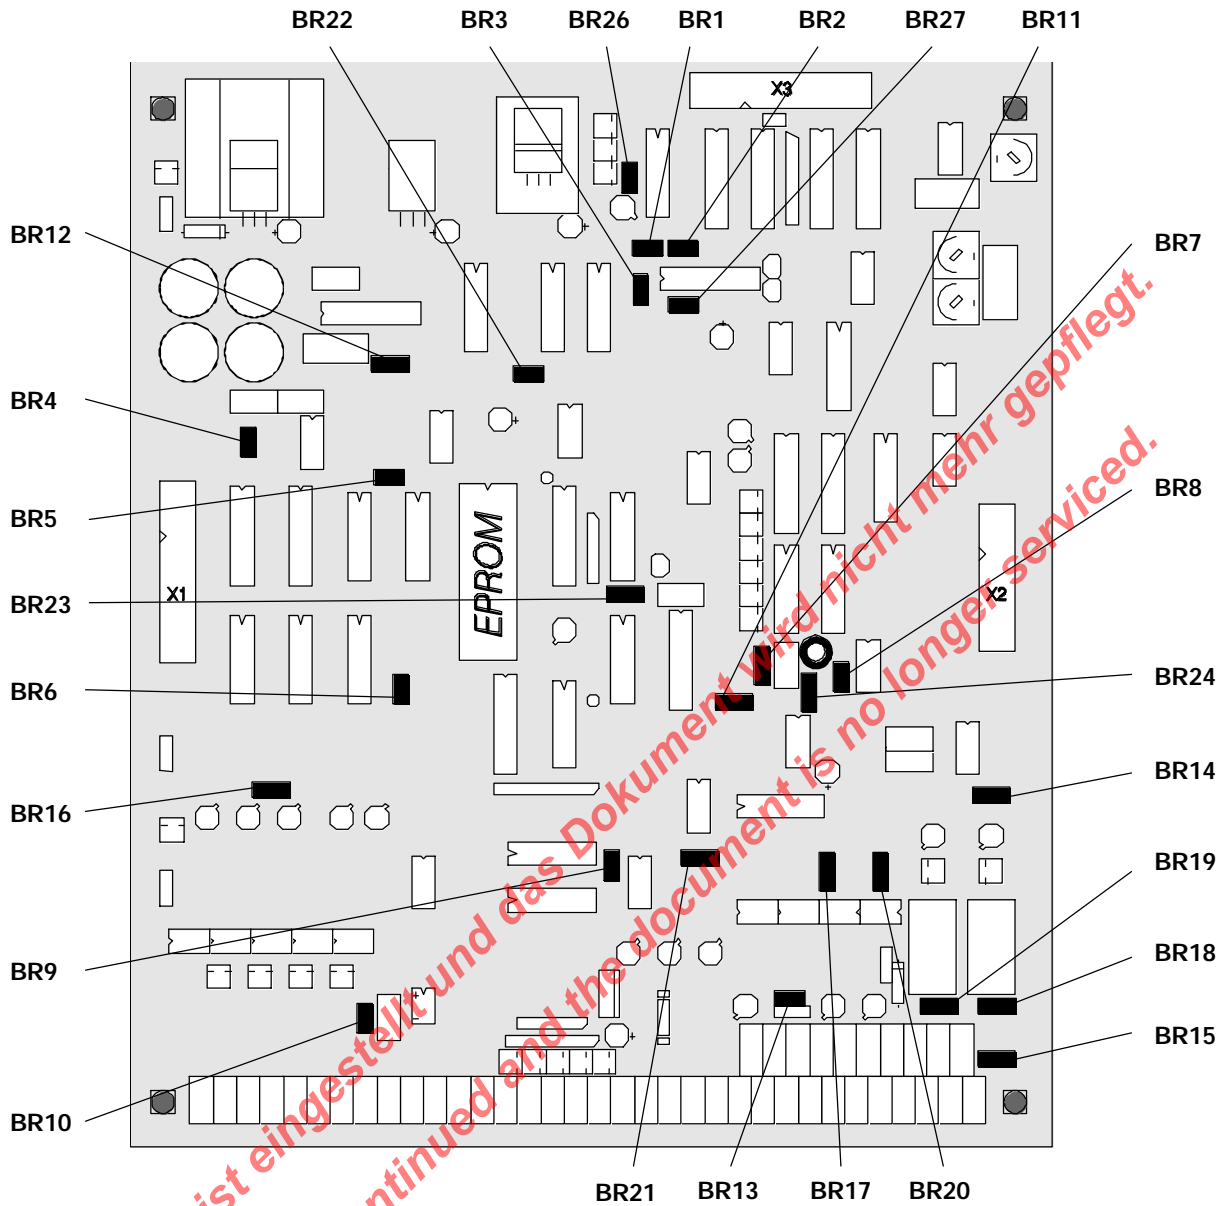 BR22 BR3 BR26 BR1 BR2 BR27 BR11
X3
BR12
BR7
BR4
BR5
BR8
EPROM
X1
X2
BR23
BR6
BR24
BR14
BR16
BR19
BR9
BR18
BR15
BR10
BR21 BR13 BR17 BR20
ist eingestellt und das Dokument wird nicht mehr gepflegt.
ntinued and the document is no longer serviced.